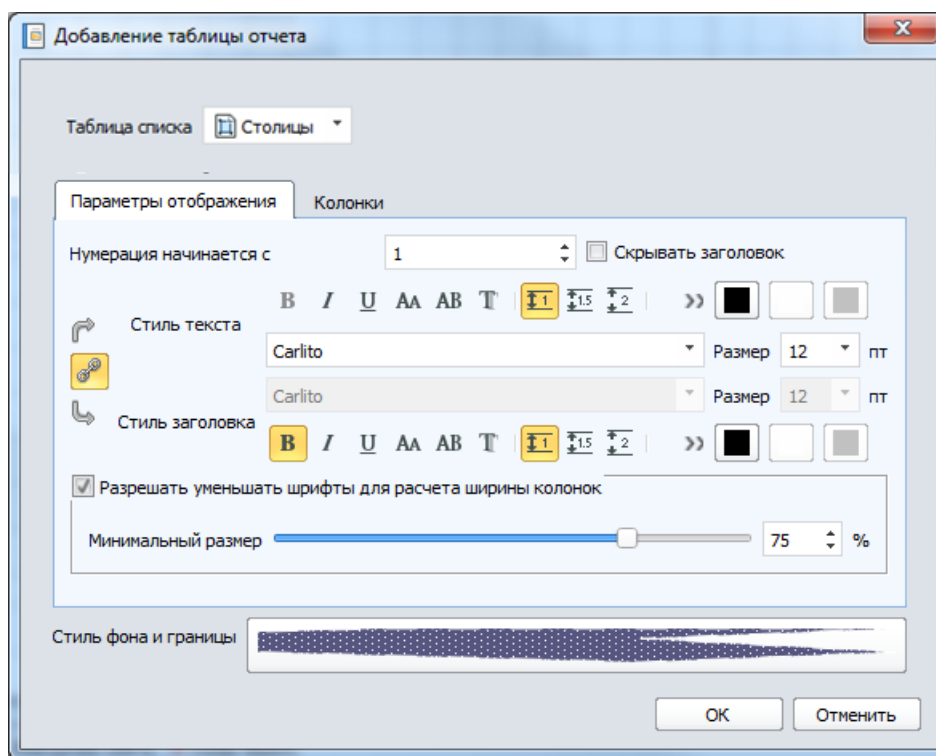 Добавление таблицы отчета
Таблица списка Столицы
Параметры отображения Колонки
Нумерация начинается с 1 Скрывать заголовок
B I U AA AB T 1 1.5 2
Стиль текста
Carlito Размер 12 пт
Carlito Размер 12 пт
Стиль заголовка
B I U AA AB T 1 1.5 2
Разрешать уменьшать шрифты для расчета ширины колонок
Минимальный размер 75 %
Стиль фона и границы
OK Отменить